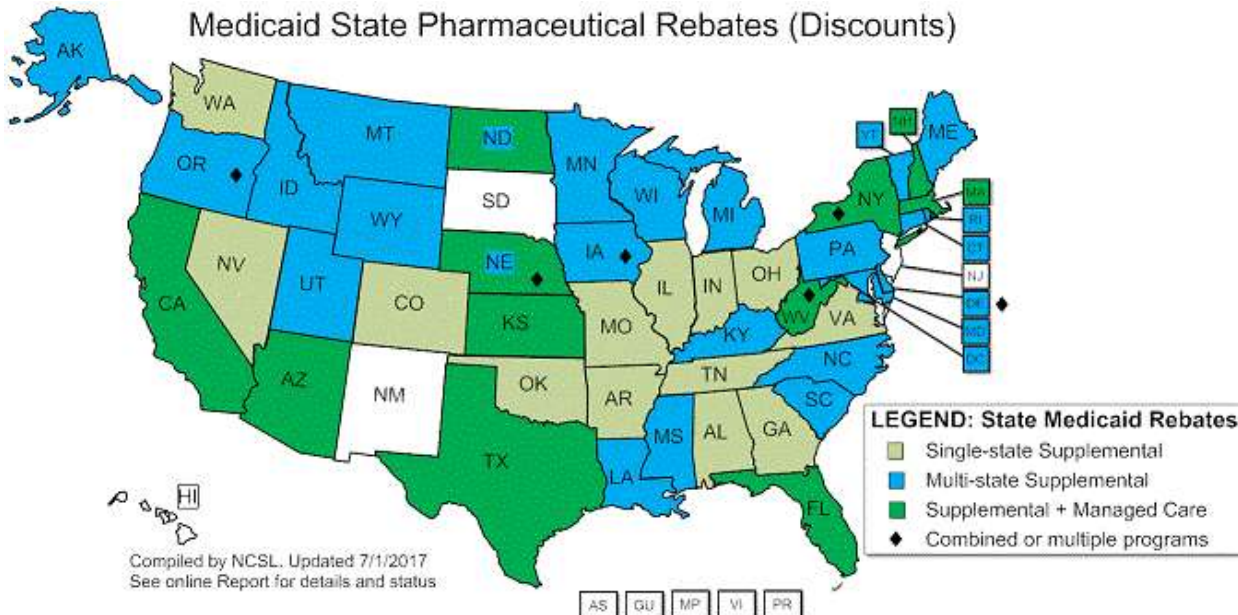 Medicaid State Pharmaceutical Rebates (Discounts)
AK
WA
MT
ND
MN
VT
NH
ME
OR
ID
SD
WI
MI
NY
MA
RI
CT
NJ
DE
MD
DC
WY
IA
NE
PA
NV
UT
CO
IL
IN
OH
CA
KS
MO
WV
VA
KY
NC
TN
AZ
NM
OK
AR
SC
MS
AL
GA
TX
LA
FL
HI
LEGEND: State Medicaid Rebates
Single-state Supplemental
Multi-state Supplemental
Supplemental + Managed Care
Combined or multiple programs
Compiled by NCSL. Updated 7/1/2017
See online Report for details and status
AS GU MP VI PR